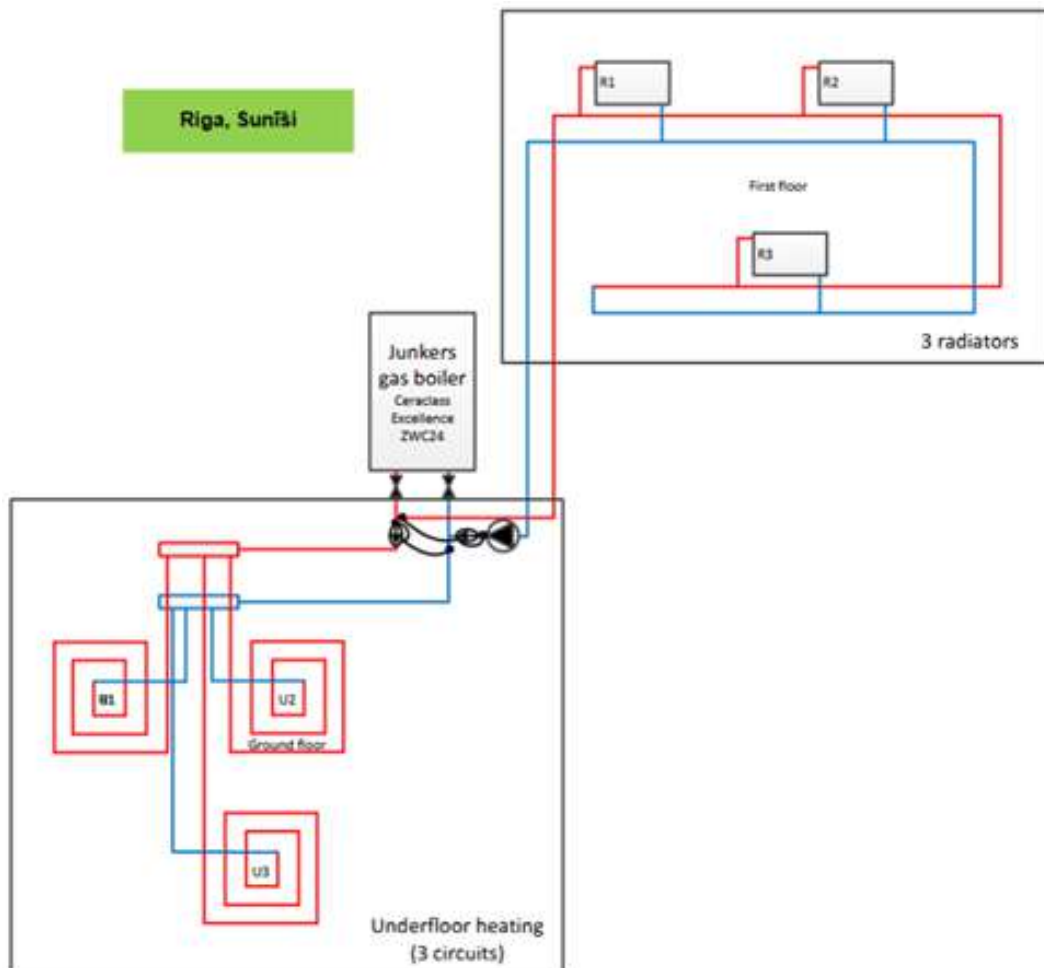 Riga, Sunīši
R1
R2
First floor
R3
3 radiators
Junkers
gas boiler
Ceraclass
Excellence
ZWC24
U2
Ground floor
U3
Underfloor heating
(3 circuits)